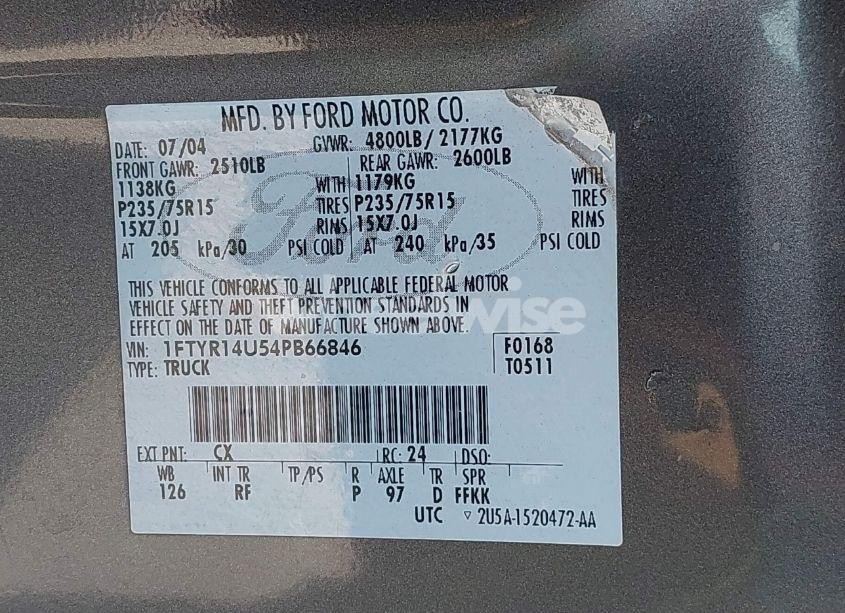 MFD. BY FORD MOTOR CO.
DATE: 07/04 GVWR: 4800LB/ 2177KG
FRONT GAWR: 2510LB REAR GAWR: 2600LB
1138KG WITH 1179KG WITH
P235/75R15 TIRES P235/75R15 TIRES
15X7.0J RIMS 15X7.0J RIMS
AT 205 kPa/30 PSI COLD AT 240 kPa/35 PSI COLD
Ford
THIS VEHICLE CONFORMS TO ALL APPLICABLE FEDERAL MOTOR
VEHICLE SAFETY AND THEFT PREVENTION STANDARDS IN
EFFECT ON THE DATE OF MANUFACTURE SHOWN ABOVE.
VIN: 1FTYR14U54PB66846 F0168
TYPE: TRUCK T0511
EXT PNT: CX RC: 24 DSO:
WB INT TR TP/PS R AXLE TR SPR
126 RF P 97 D FFKK
UTC ▽ 2U5A-1520472-AA